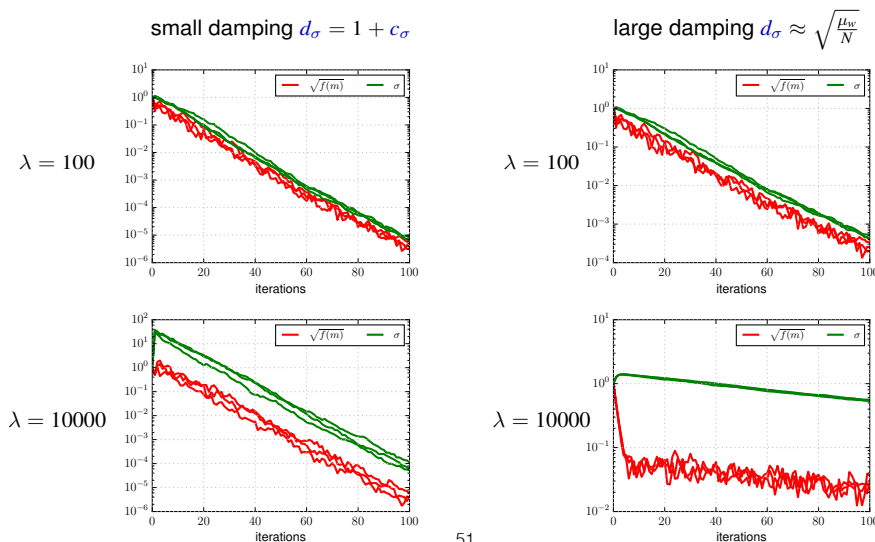 small damping dσ = 1 + cσ
large damping dσ ≈ √(μw/N)
λ = 100
10^1
10^0
10^-1
10^-2
10^-3
10^-4
10^-5
10^-6
√f(m) σ
0 20 40 60 80 100
iterations
λ = 100
10^1
10^0
10^-1
10^-2
10^-3
10^-4
√f(m) σ
0 20 40 60 80 100
iterations
λ = 10000
10^2
10^1
10^0
10^-1
10^-2
10^-3
10^-4
10^-5
10^-6
√f(m) σ
0 20 40 60 80 100
iterations
λ = 10000
10^1
10^0
10^-1
10^-2
√f(m) σ
0 20 40 60 80 100
iterations
51